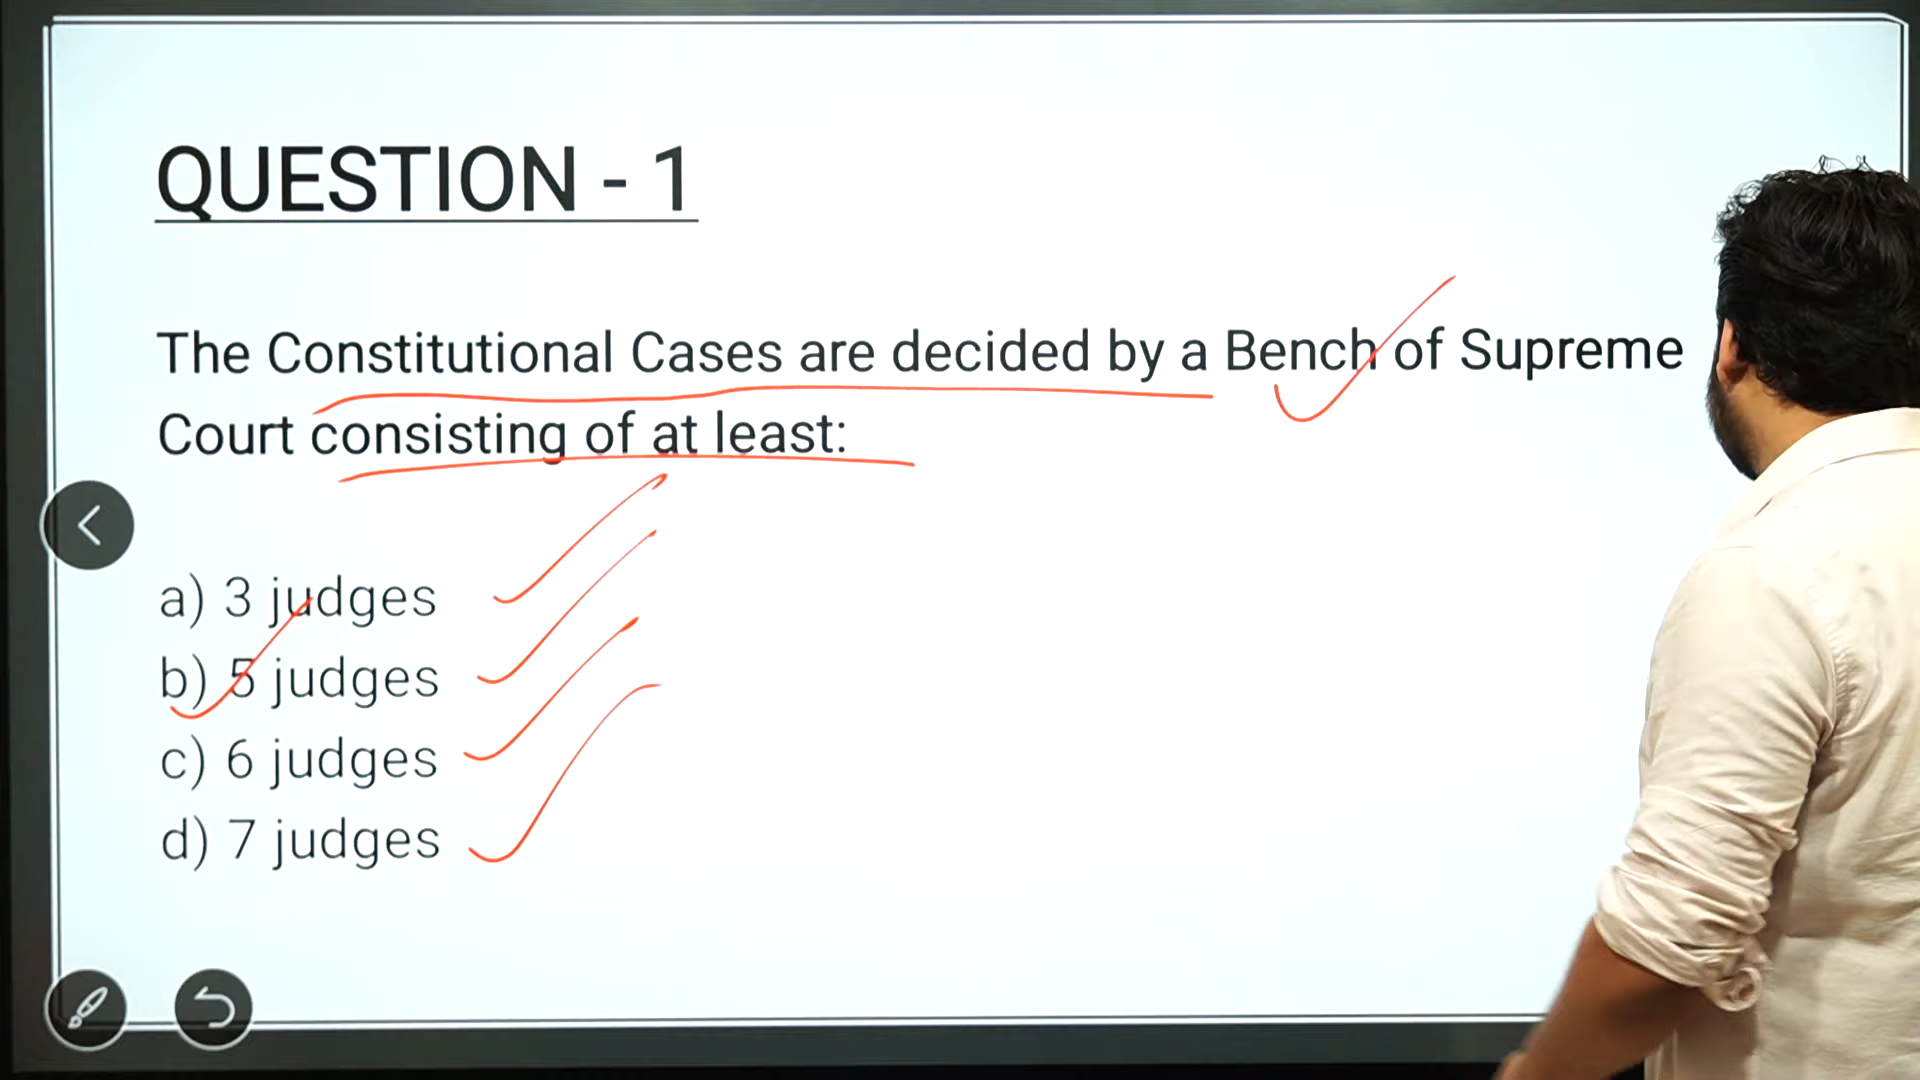 QUESTION - 1
The Constitutional Cases are decided by a Bench of Supreme
Court consisting of at least:
a) 3 judges
b) 5 judges
c) 6 judges
d) 7 judges